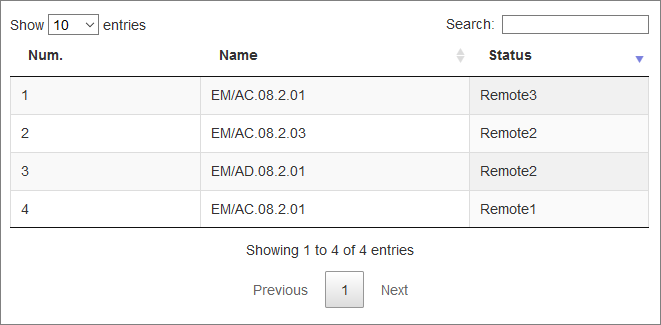 Show 10 entries Search:
Num. Name Status
1 EM/AC.08.2.01 Remote3
2 EM/AC.08.2.03 Remote2
3 EM/AD.08.2.01 Remote2
4 EM/AC.08.2.01 Remote1
Showing 1 to 4 of 4 entries
Previous 1 Next